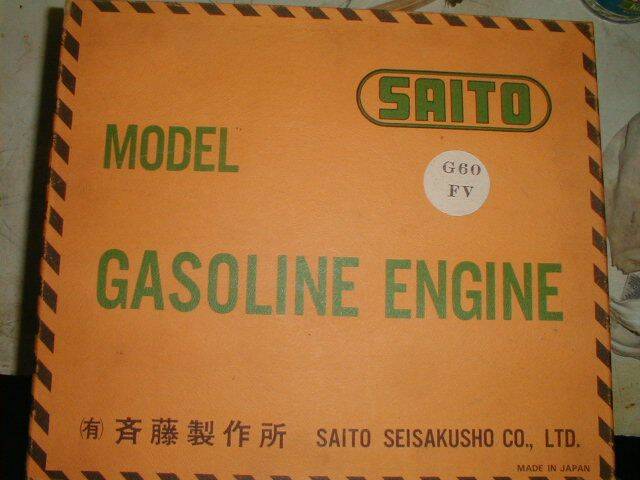 SAITO
MODEL
G60
FV
GASOLINE ENGINE
㈲ 斉藤製作所 SAITO SEISAKUSHO CO., LTD.
MADE IN JAPAN